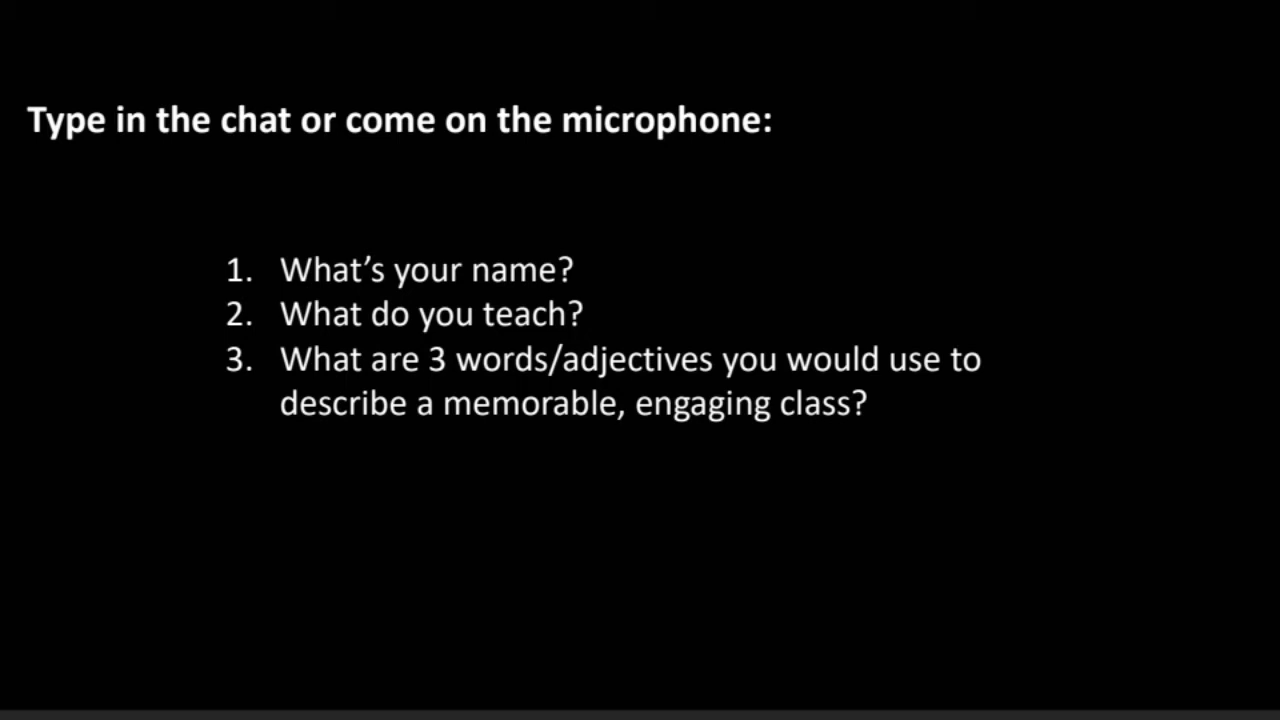 Type in the chat or come on the microphone:
1. What’s your name?
2. What do you teach?
3. What are 3 words/adjectives you would use to
describe a memorable, engaging class?